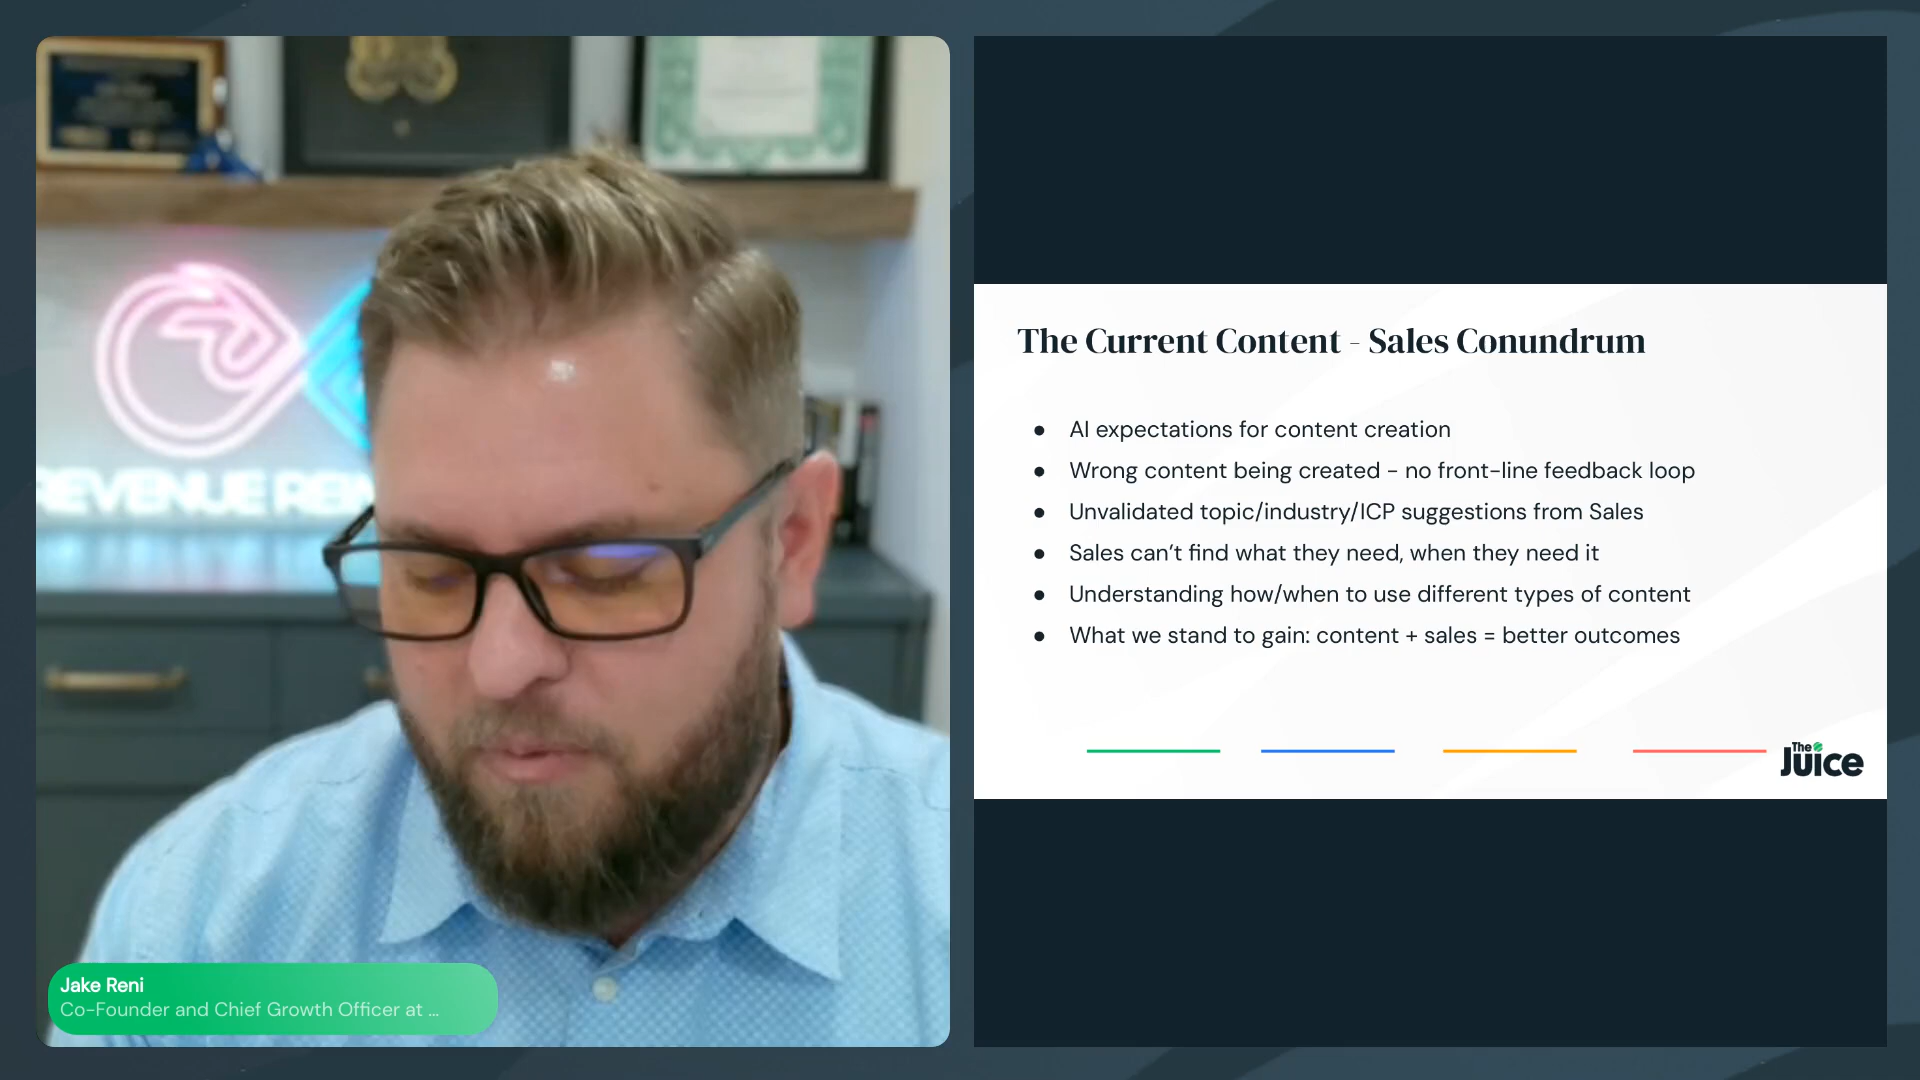 REVENUE
Jake Reni
Co-Founder and Chief Growth Officer at ...
The Current Content - Sales Conundrum
● AI expectations for content creation
● Wrong content being created - no front-line feedback loop
● Unvalidated topic/industry/ICP suggestions from Sales
● Sales can't find what they need, when they need it
● Understanding how/when to use different types of content
● What we stand to gain: content + sales = better outcomes
The
Juice